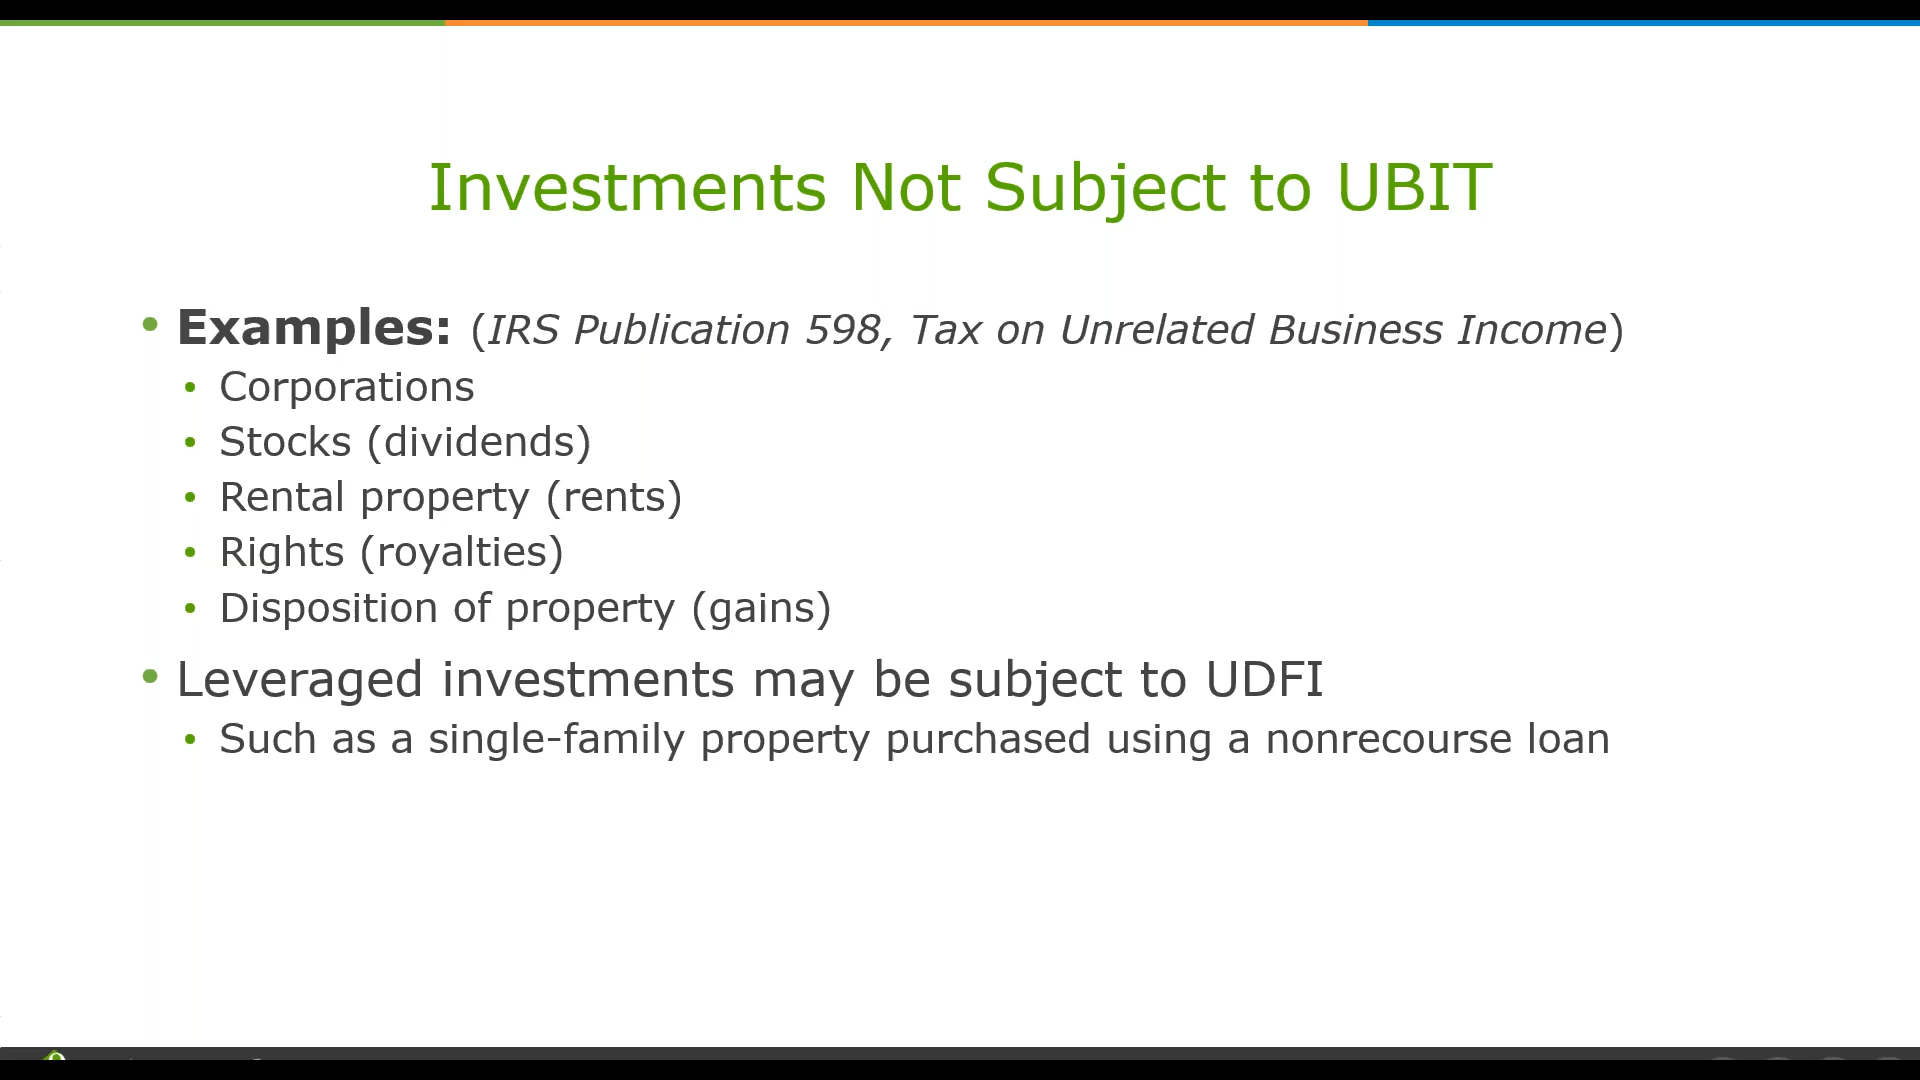 Investments Not Subject to UBIT
• Examples: (IRS Publication 598, Tax on Unrelated Business Income)
• Corporations
• Stocks (dividends)
• Rental property (rents)
• Rights (royalties)
• Disposition of property (gains)
• Leveraged investments may be subject to UDFI
• Such as a single-family property purchased using a nonrecourse loan